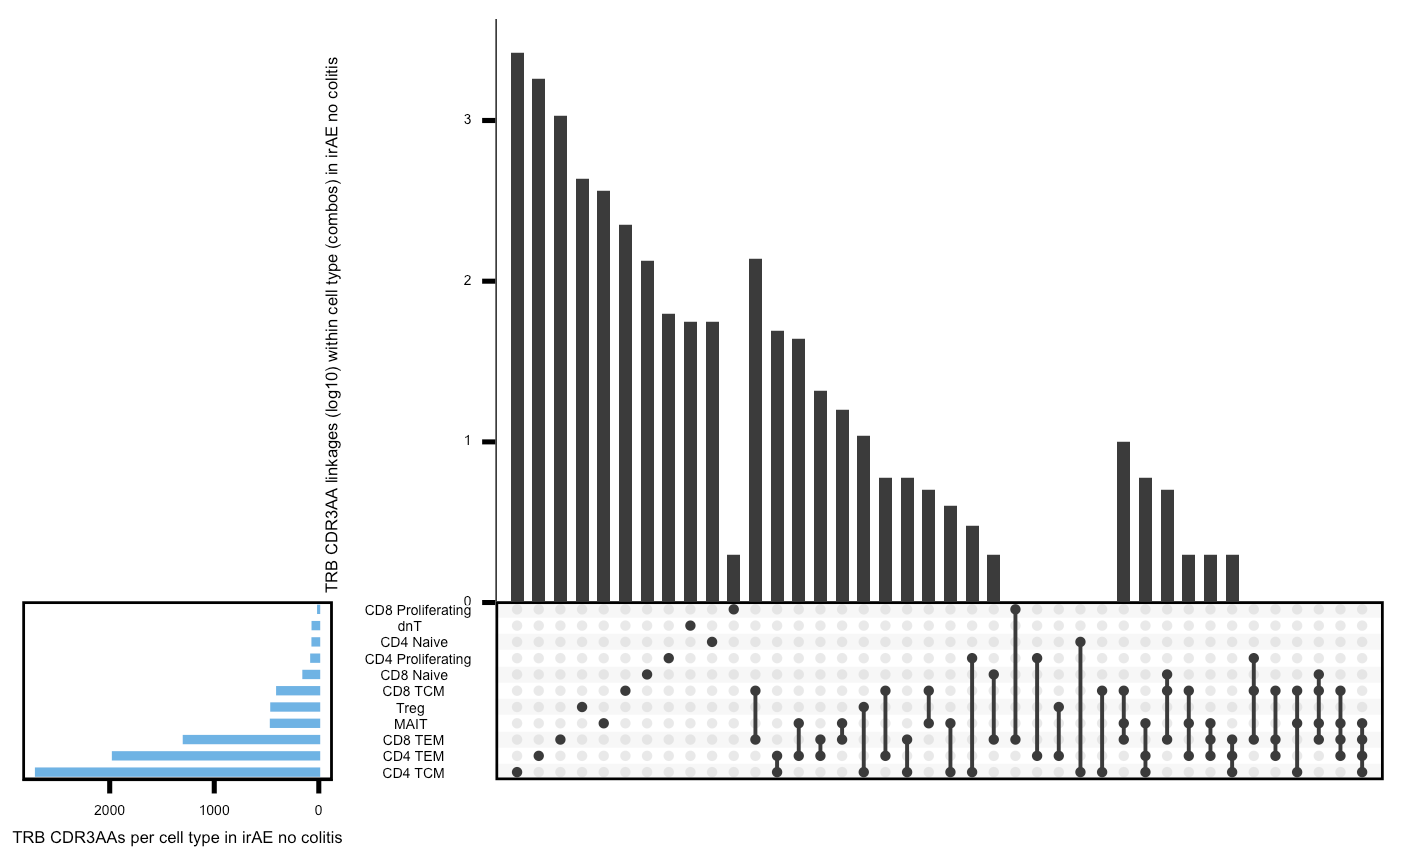 TRB CDR3AA linkages (log10) within cell type (combos) in irAE no colitis
3
2
1
0
CD8 Proliferating
dnT
CD4 Naive
CD4 Proliferating
CD8 Naive
CD8 TCM
Treg
MAIT
CD8 TEM
CD4 TEM
CD4 TCM
2000 1000 0
TRB CDR3AAs per cell type in irAE no colitis